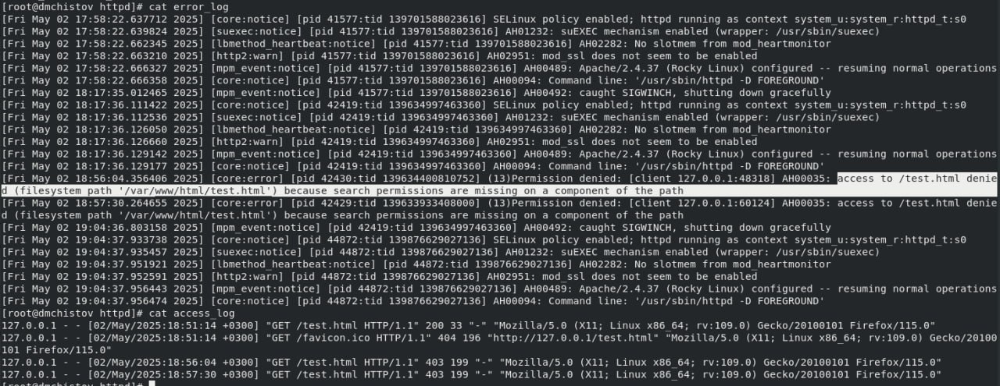 [root@dmchistov httpd]# cat error_log
[Fri May 02 17:58:22.637712 2025] [core:notice] [pid 41577:tid 139701588023616] SELinux policy enabled; httpd running as context system_u:system_r:httpd_t:s0
[Fri May 02 17:58:22.639824 2025] [suexec:notice] [pid 41577:tid 139701588023616] AH01232: suEXEC mechanism enabled (wrapper: /usr/sbin/suexec)
[Fri May 02 17:58:22.662345 2025] [lbmethod_heartbeat:notice] [pid 41577:tid 139701588023616] AH02282: No slotmem from mod_heartmonitor
[Fri May 02 17:58:22.663210 2025] [http2:warn] [pid 41577:tid 139701588023616] AH02951: mod_ssl does not seem to be enabled
[Fri May 02 17:58:22.666327 2025] [mpm_event:notice] [pid 41577:tid 139701588023616] AH00489: Apache/2.4.37 (Rocky Linux) configured -- resuming normal operations
[Fri May 02 17:58:22.666358 2025] [core:notice] [pid 41577:tid 139701588023616] AH00094: Command line: '/usr/sbin/httpd -D FOREGROUND'
[Fri May 02 18:17:35.012465 2025] [mpm_event:notice] [pid 41577:tid 139701588023616] AH00492: caught SIGWINCH, shutting down gracefully
[Fri May 02 18:17:36.111422 2025] [core:notice] [pid 42419:tid 139634997463360] SELinux policy enabled; httpd running as context system_u:system_r:httpd_t:s0
[Fri May 02 18:17:36.112536 2025] [suexec:notice] [pid 42419:tid 139634997463360] AH01232: suEXEC mechanism enabled (wrapper: /usr/sbin/suexec)
[Fri May 02 18:17:36.126050 2025] [lbmethod_heartbeat:notice] [pid 42419:tid 139634997463360] AH02282: No slotmem from mod_heartmonitor
[Fri May 02 18:17:36.126660 2025] [http2:warn] [pid 42419:tid 139634997463360] AH02951: mod_ssl does not seem to be enabled
[Fri May 02 18:17:36.129142 2025] [mpm_event:notice] [pid 42419:tid 139634997463360] AH00489: Apache/2.4.37 (Rocky Linux) configured -- resuming normal operations
[Fri May 02 18:17:36.129177 2025] [core:notice] [pid 42419:tid 139634997463360] AH00094: Command line: '/usr/sbin/httpd -D FOREGROUND'
[Fri May 02 18:56:04.356406 2025] [core:error] [pid 42430:tid 139634400810752] (13)Permission denied: [client 127.0.0.1:48318] AH00035: access to /test.html denie
d (filesystem path '/var/www/html/test.html') because search permissions are missing on a component of the path
[Fri May 02 18:57:30.264655 2025] [core:error] [pid 42429:tid 139633933408000] (13)Permission denied: [client 127.0.0.1:60124] AH00035: access to /test.html denie
d (filesystem path '/var/www/html/test.html') because search permissions are missing on a component of the path
[Fri May 02 19:04:36.803158 2025] [mpm_event:notice] [pid 42419:tid 139634997463360] AH00492: caught SIGWINCH, shutting down gracefully
[Fri May 02 19:04:37.933738 2025] [core:notice] [pid 44872:tid 139876629027136] SELinux policy enabled; httpd running as context system_u:system_r:httpd_t:s0
[Fri May 02 19:04:37.935457 2025] [suexec:notice] [pid 44872:tid 139876629027136] AH01232: suEXEC mechanism enabled (wrapper: /usr/sbin/suexec)
[Fri May 02 19:04:37.951921 2025] [lbmethod_heartbeat:notice] [pid 44872:tid 139876629027136] AH02282: No slotmem from mod_heartmonitor
[Fri May 02 19:04:37.952591 2025] [http2:warn] [pid 44872:tid 139876629027136] AH02951: mod_ssl does not seem to be enabled
[Fri May 02 19:04:37.956443 2025] [mpm_event:notice] [pid 44872:tid 139876629027136] AH00489: Apache/2.4.37 (Rocky Linux) configured -- resuming normal operations
[Fri May 02 19:04:37.956474 2025] [core:notice] [pid 44872:tid 139876629027136] AH00094: Command line: '/usr/sbin/httpd -D FOREGROUND'
[root@dmchistov httpd]# cat access_log
127.0.0.1 - - [02/May/2025:18:51:14 +0300] "GET /test.html HTTP/1.1" 200 33 "-" "Mozilla/5.0 (X11; Linux x86_64; rv:109.0) Gecko/20100101 Firefox/115.0"
127.0.0.1 - - [02/May/2025:18:51:14 +0300] "GET /favicon.ico HTTP/1.1" 404 196 "http://127.0.0.1/test.html" "Mozilla/5.0 (X11; Linux x86_64; rv:109.0) Gecko/20100
101 Firefox/115.0"
127.0.0.1 - - [02/May/2025:18:56:04 +0300] "GET /test.html HTTP/1.1" 403 199 "-" "Mozilla/5.0 (X11; Linux x86_64; rv:109.0) Gecko/20100101 Firefox/115.0"
127.0.0.1 - - [02/May/2025:18:57:30 +0300] "GET /test.html HTTP/1.1" 403 199 "-" "Mozilla/5.0 (X11; Linux x86_64; rv:109.0) Gecko/20100101 Firefox/115.0"
[root@dmchistov httpd]#